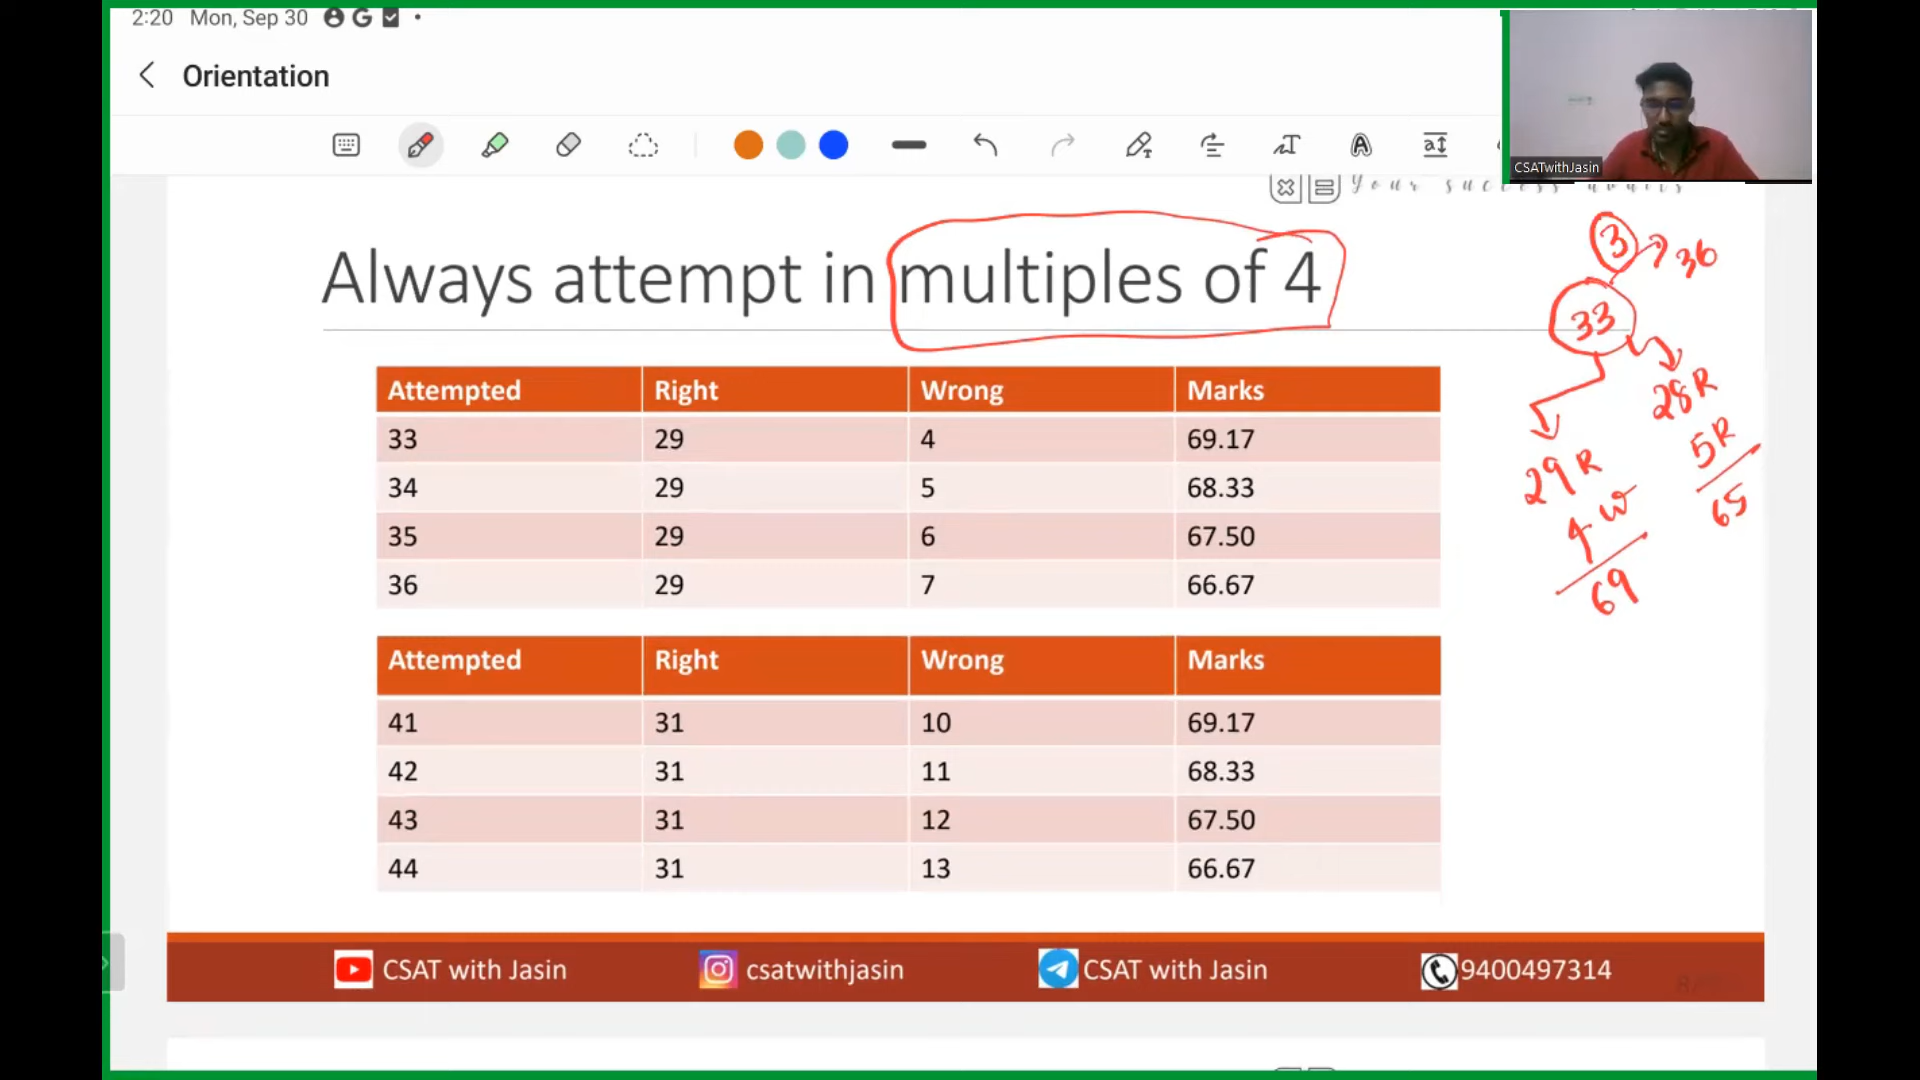 2:20 Mon, Sep 30
Orientation
CSATwithJasin
Your success awaits
Always attempt in multiples of 4
3 → 36
33
28R
5R
65
29R
4W
69
Attempted Right Wrong Marks
33 29 4 69.17
34 29 5 68.33
35 29 6 67.50
36 29 7 66.67
Attempted Right Wrong Marks
41 31 10 69.17
42 31 11 68.33
43 31 12 67.50
44 31 13 66.67
CSAT with Jasin csatwithjasin CSAT with Jasin 9400497314